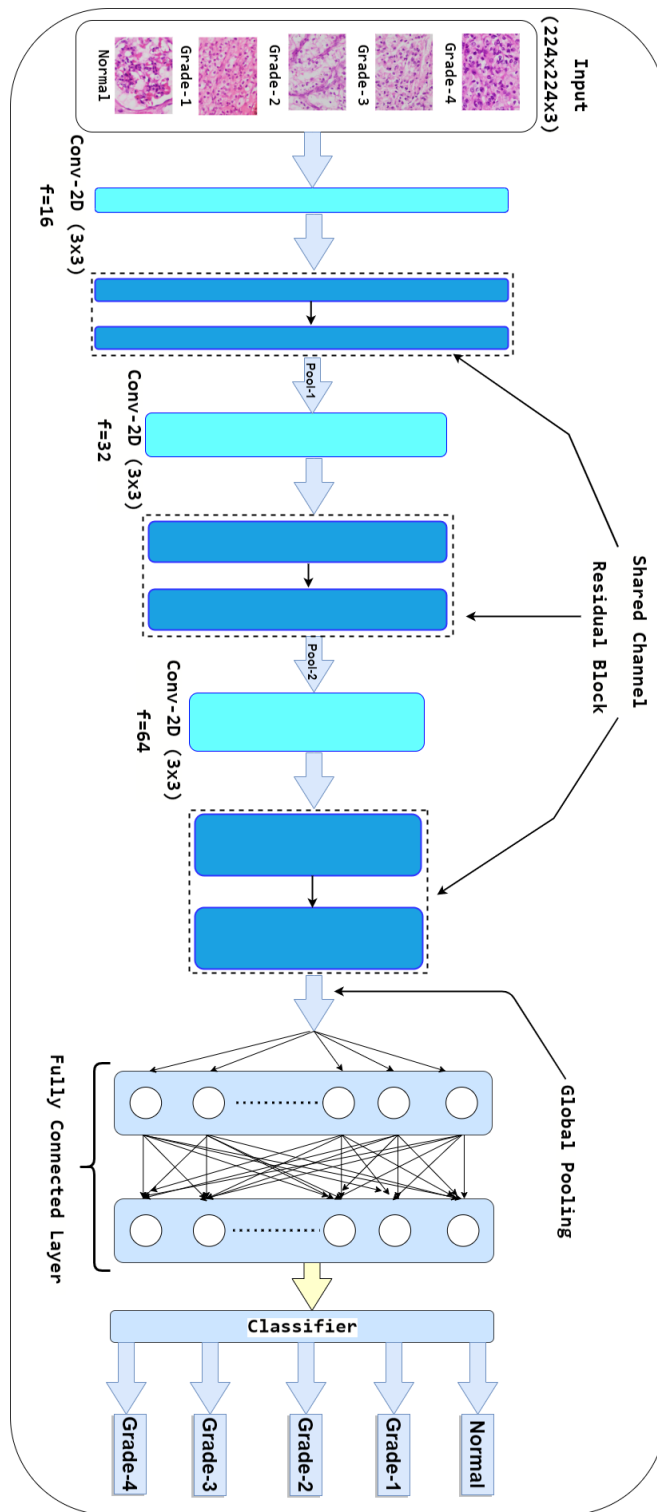 Input
(224x224x3)
Grade-4
Grade-3
Grade-2
Grade-1
Normal
Conv-2D (3x3)
f=16
Pool-1
Conv-2D (3x3)
f=32
Pool-2
Conv-2D (3x3)
f=64
Shared Channel
Residual Block
Global Pooling
Fully Connected Layer
Classifier
Normal
Grade-1
Grade-2
Grade-3
Grade-4